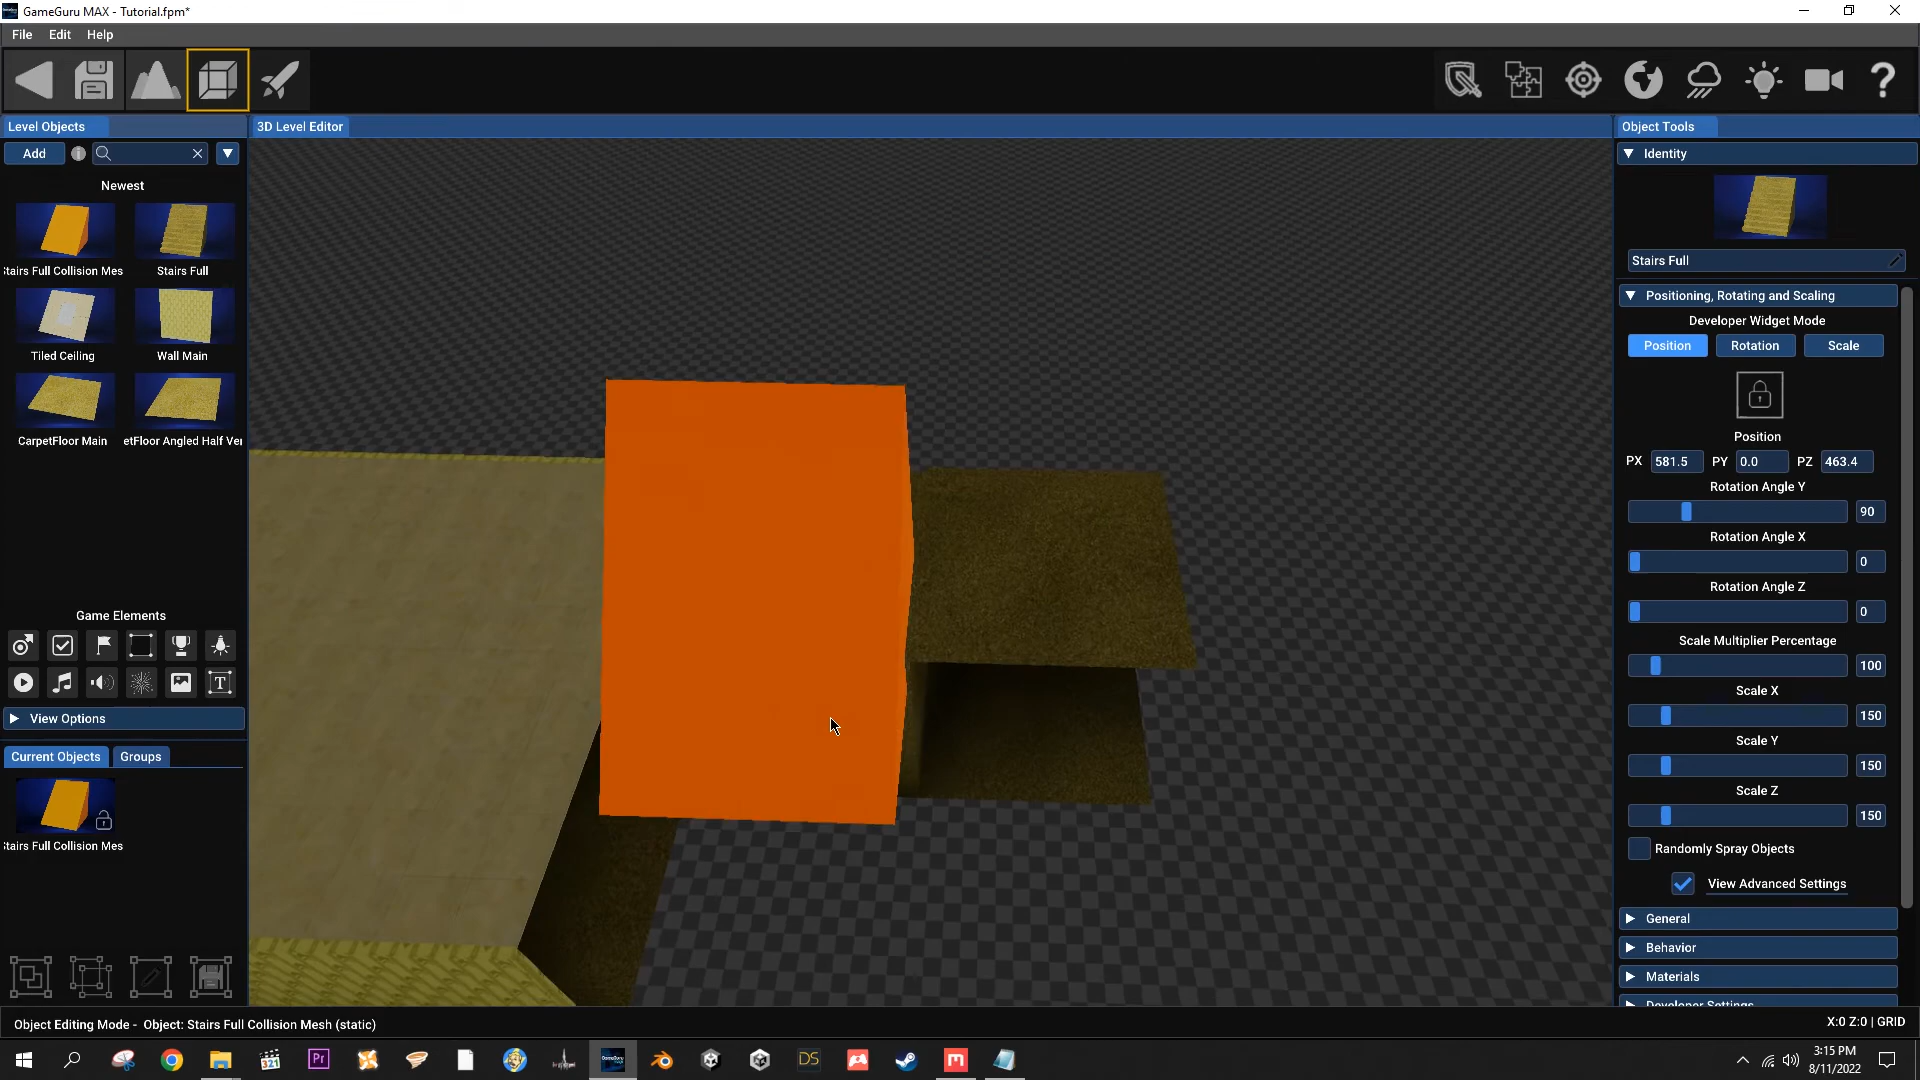 GameGuru MAX - Tutorial.fpm*
File Edit Help
Level Objects
3D Level Editor
Object Tools
Add
Identity
Newest
tairs Full Collision Mes
Stairs Full
Stairs Full
Tiled Ceiling
Wall Main
CarpetFloor Main
etFloor Angled Half Ver
Positioning, Rotating and Scaling
Developer Widget Mode
Position Rotation Scale
Position
PX 581.5 PY 0.0 PZ 463.4
Rotation Angle Y
90
Rotation Angle X
0
Rotation Angle Z
0
Scale Multiplier Percentage
100
Scale X
150
Scale Y
150
Scale Z
150
Randomly Spray Objects
View Advanced Settings
General
Behavior
Materials
Developer Settings
Game Elements
T
View Options
Current Objects Groups
tairs Full Collision Mes
Object Editing Mode - Object: Stairs Full Collision Mesh (static)
X:0 Z:0 | GRID
321
Pr
DS
3:15 PM
8/11/2022